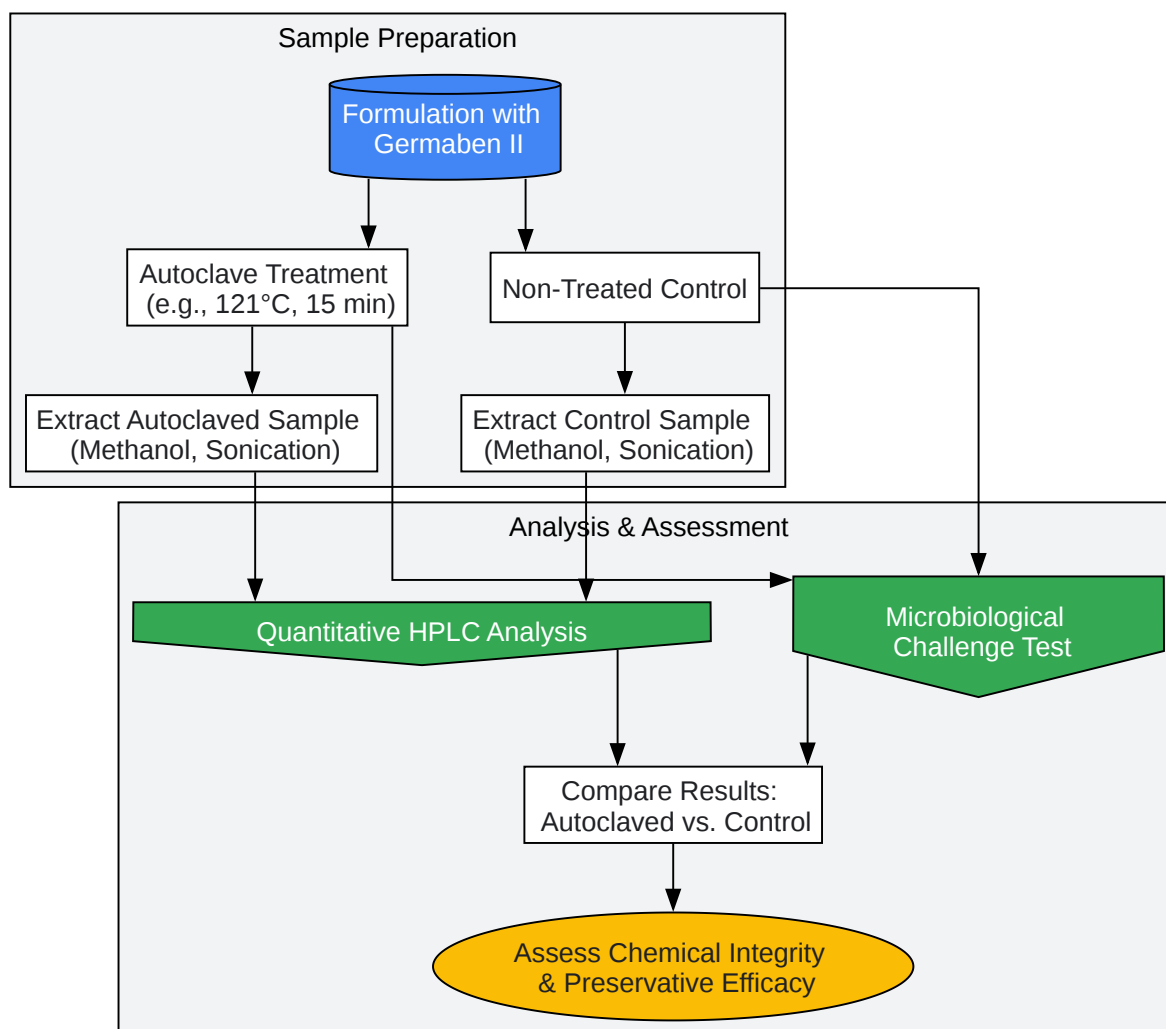 Sample Preparation
Formulation with
Germaben II
Autoclave Treatment
(e.g., 121°C, 15 min)
Non-Treated Control
Extract Autoclaved Sample
(Methanol, Sonication)
Extract Control Sample
(Methanol, Sonication)
Analysis & Assessment
Quantitative HPLC Analysis
Microbiological
Challenge Test
Compare Results:
Autoclaved vs. Control
Assess Chemical Integrity
& Preservative Efficacy